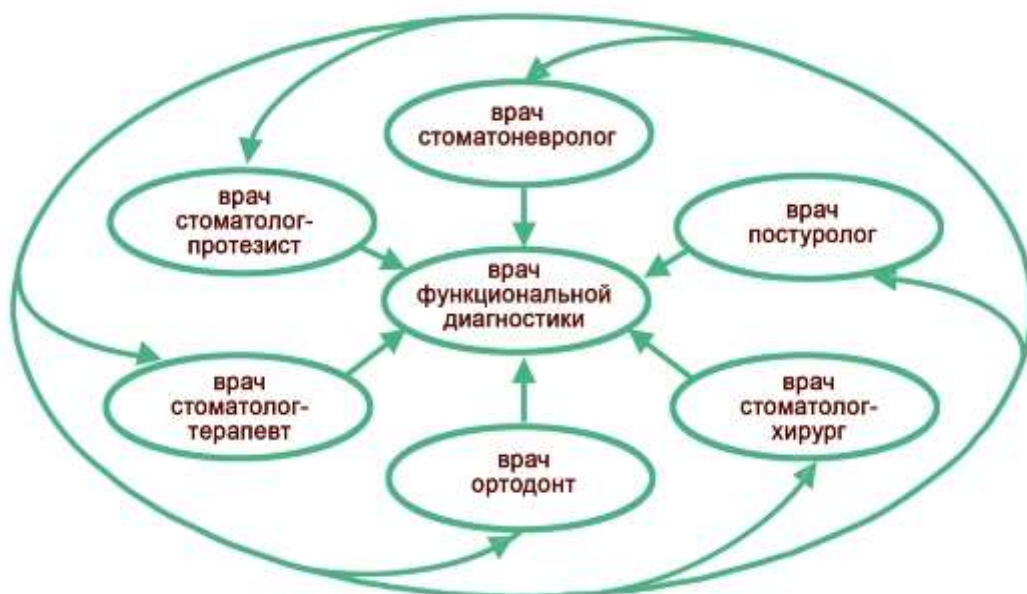 врач
стоматоневролог
врач
стоматолог-
протезист
врач
постуролог
врач
функциональной
диагностики
врач
стоматолог-
терапевт
врач
стоматолог-
хирург
врач
ортодонт